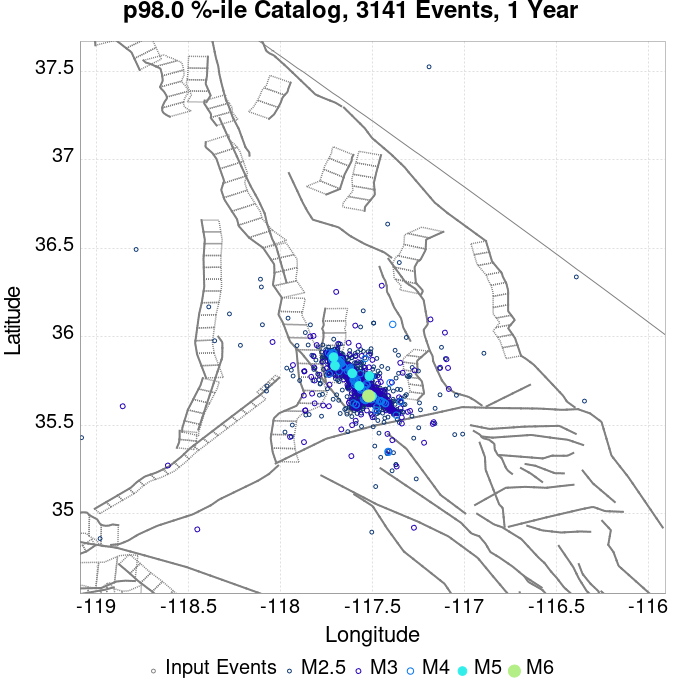 p98.0 %-ile Catalog, 3141 Events, 1 Year
37.5
37
36.5
36
35.5
35
Latitude
-119
-118.5
-118
-117.5
-117
-116.5
-116
Longitude
Input Events
M2.5
M3
M4
M5
M6